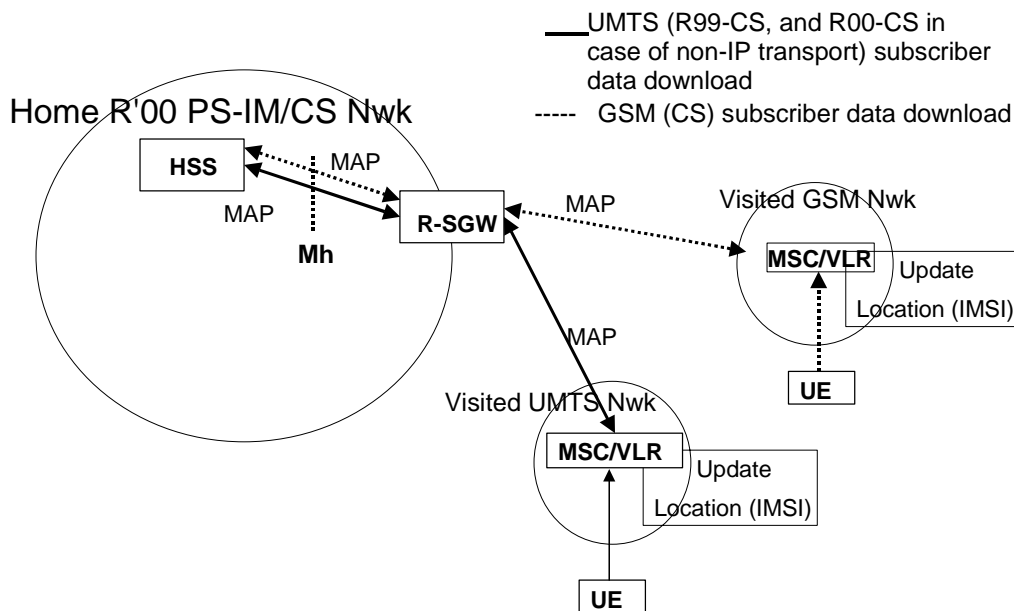 UMTS (R99-CS, and R00-CS in
case of non-IP transport) subscriber
data download
GSM (CS) subscriber data download
Home R'00 PS-IM/CS Nwk
HSS
MAP
MAP
Mh
R-SGW
MAP
Visited GSM Nwk
MSC/VLR
Update
Location (IMSI)
UE
MAP
Visited UMTS Nwk
MSC/VLR
Update
Location (IMSI)
UE